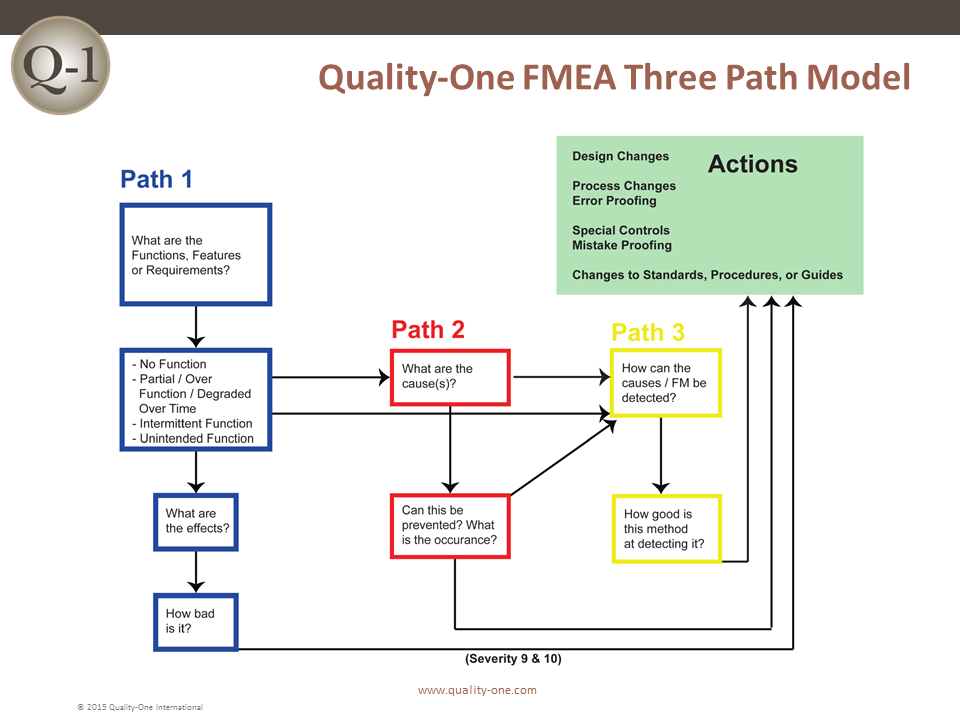 Q-1
Quality-One FMEA Three Path Model
Path 1
What are the
Functions, Features
or Requirements?
- No Function
- Partial / Over
Function / Degraded
Over Time
- Intermittent Function
- Unintended Function
What are
the effects?
How bad
is it?
Path 2
What are the
cause(s)?
Can this be
prevented? What
is the occurance?
Path 3
How can the
causes / FM be
detected?
How good is
this method
at detecting it?
Actions
Design Changes
Process Changes
Error Proofing
Special Controls
Mistake Proofing
Changes to Standards, Procedures, or Guides
(Severity 9 & 10)
www.quality-one.com
© 2015 Quality-One International